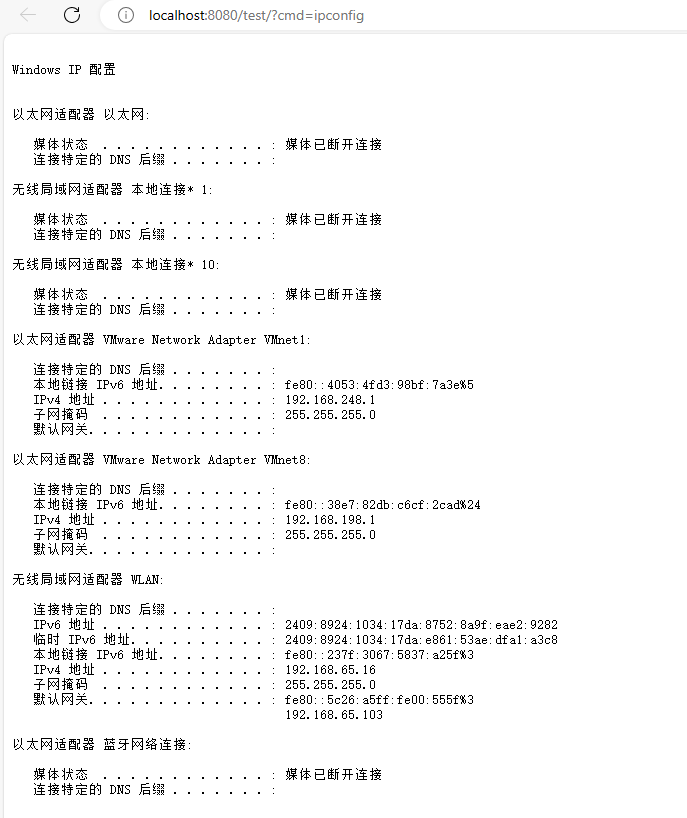 localhost:8080/test/?cmd=ipconfig
Windows IP 配置
以太网适配器 以太网:
媒体状态  . . . . . . . . . . . . : 媒体已断开连接
连接特定的 DNS 后缀 . . . . . . . :
无线局域网适配器 本地连接* 1:
媒体状态  . . . . . . . . . . . . : 媒体已断开连接
连接特定的 DNS 后缀 . . . . . . . :
无线局域网适配器 本地连接* 10:
媒体状态  . . . . . . . . . . . . : 媒体已断开连接
连接特定的 DNS 后缀 . . . . . . . :
以太网适配器 VMware Network Adapter VMnet1:
连接特定的 DNS 后缀 . . . . . . . :
本地链接 IPv6 地址. . . . . . . . : fe80::4053:4fd3:98bf:7a3e%5
IPv4 地址 . . . . . . . . . . . . : 192.168.248.1
子网掩码  . . . . . . . . . . . . : 255.255.255.0
默认网关. . . . . . . . . . . . . :
以太网适配器 VMware Network Adapter VMnet8:
连接特定的 DNS 后缀 . . . . . . . :
本地链接 IPv6 地址. . . . . . . . : fe80::38e7:82db:c6cf:2cad%24
IPv4 地址 . . . . . . . . . . . . : 192.168.198.1
子网掩码  . . . . . . . . . . . . : 255.255.255.0
默认网关. . . . . . . . . . . . . :
无线局域网适配器 WLAN:
连接特定的 DNS 后缀 . . . . . . . :
IPv6 地址 . . . . . . . . . . . . : 2409:8924:1034:17da:8752:8a9f:eae2:9282
临时 IPv6 地址. . . . . . . . . . : 2409:8924:1034:17da:e861:53ae:dfa1:a3c8
本地链接 IPv6 地址. . . . . . . . : fe80::237f:3067:5837:a25f%3
IPv4 地址 . . . . . . . . . . . . : 192.168.65.16
子网掩码  . . . . . . . . . . . . : 255.255.255.0
默认网关. . . . . . . . . . . . . : fe80::5c26:a5ff:fe00:555f%3
192.168.65.103
以太网适配器 蓝牙网络连接:
媒体状态  . . . . . . . . . . . . : 媒体已断开连接
连接特定的 DNS 后缀 . . . . . . . :